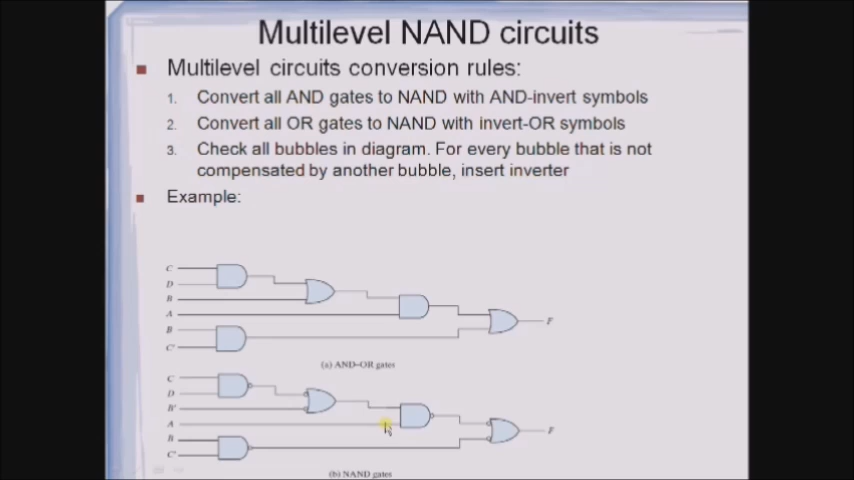 Multilevel NAND circuits
Multilevel circuits conversion rules:
1. Convert all AND gates to NAND with AND-invert symbols
2. Convert all OR gates to NAND with invert-OR symbols
3. Check all bubbles in diagram. For every bubble that is not
compensated by another bubble, insert inverter
Example:
C
D
B
A
B
C'
F
(a) AND-OR gates
C
D
B'
A
B
C'
F
(b) NAND gates